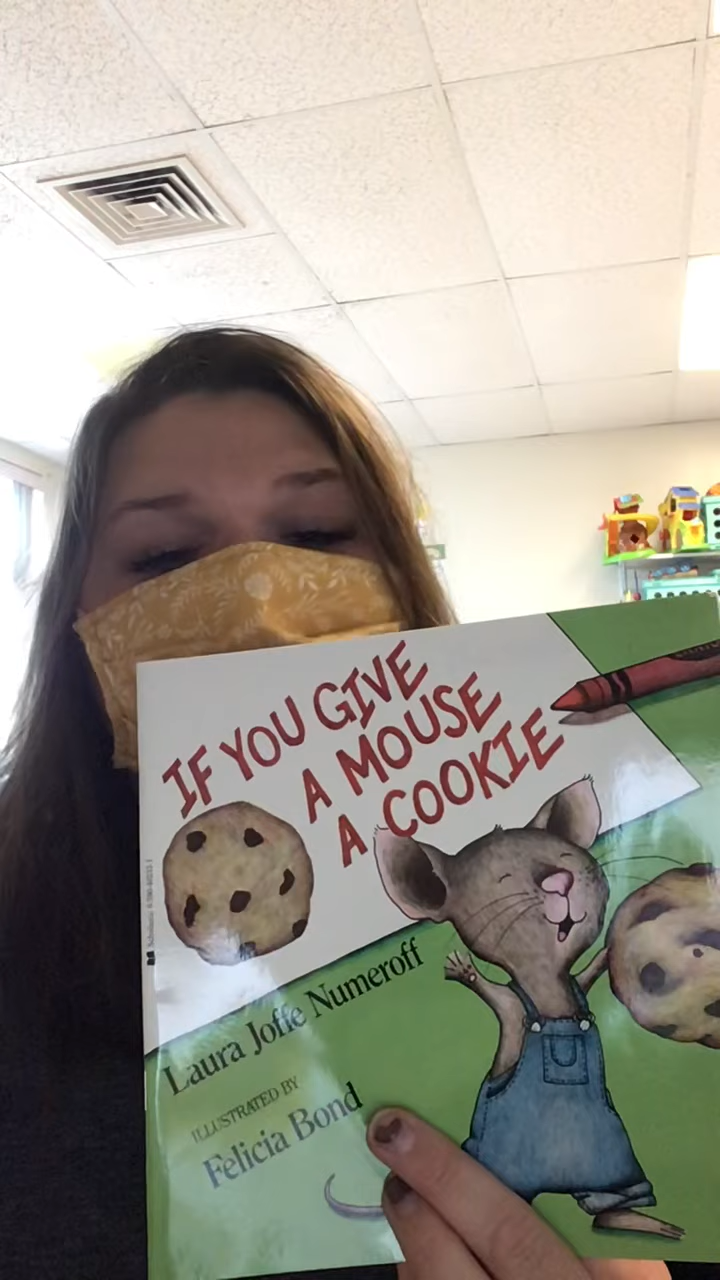 IF YOU GIVE
A MOUSE
A COOKIE
Laura Joffe Numeroff
ILLUSTRATED BY
Felicia Bond